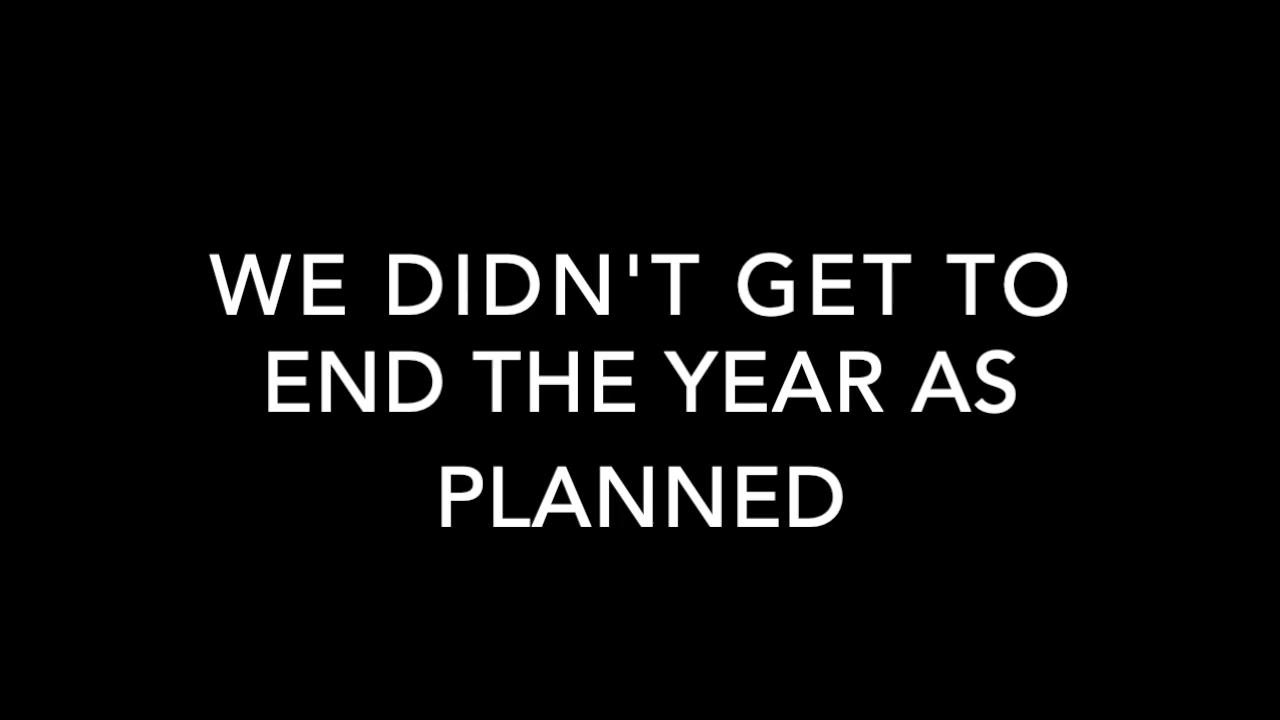 WE DIDN'T GET TO
END THE YEAR AS
PLANNED